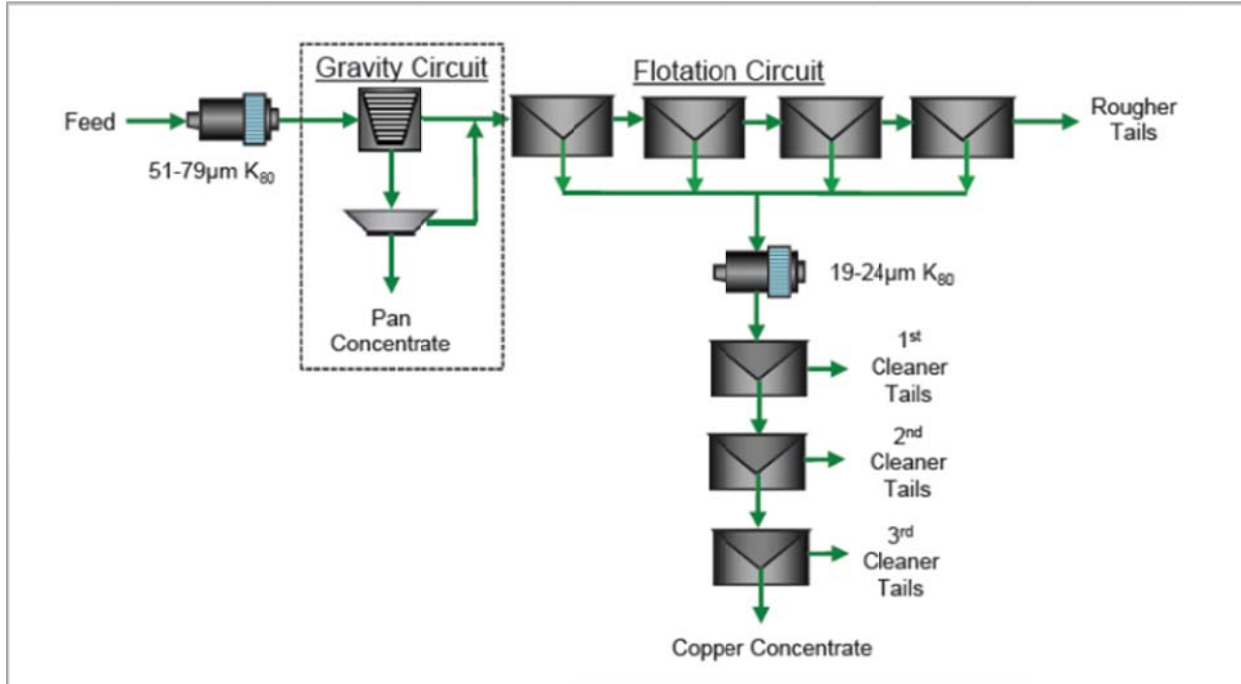 Gravity Circuit
Flotation Circuit
Feed
51-79µm K80
Rougher
Tails
Pan
Concentrate
19-24µm K80
1st
Cleaner
Tails
2nd
Cleaner
Tails
3rd
Cleaner
Tails
Copper Concentrate